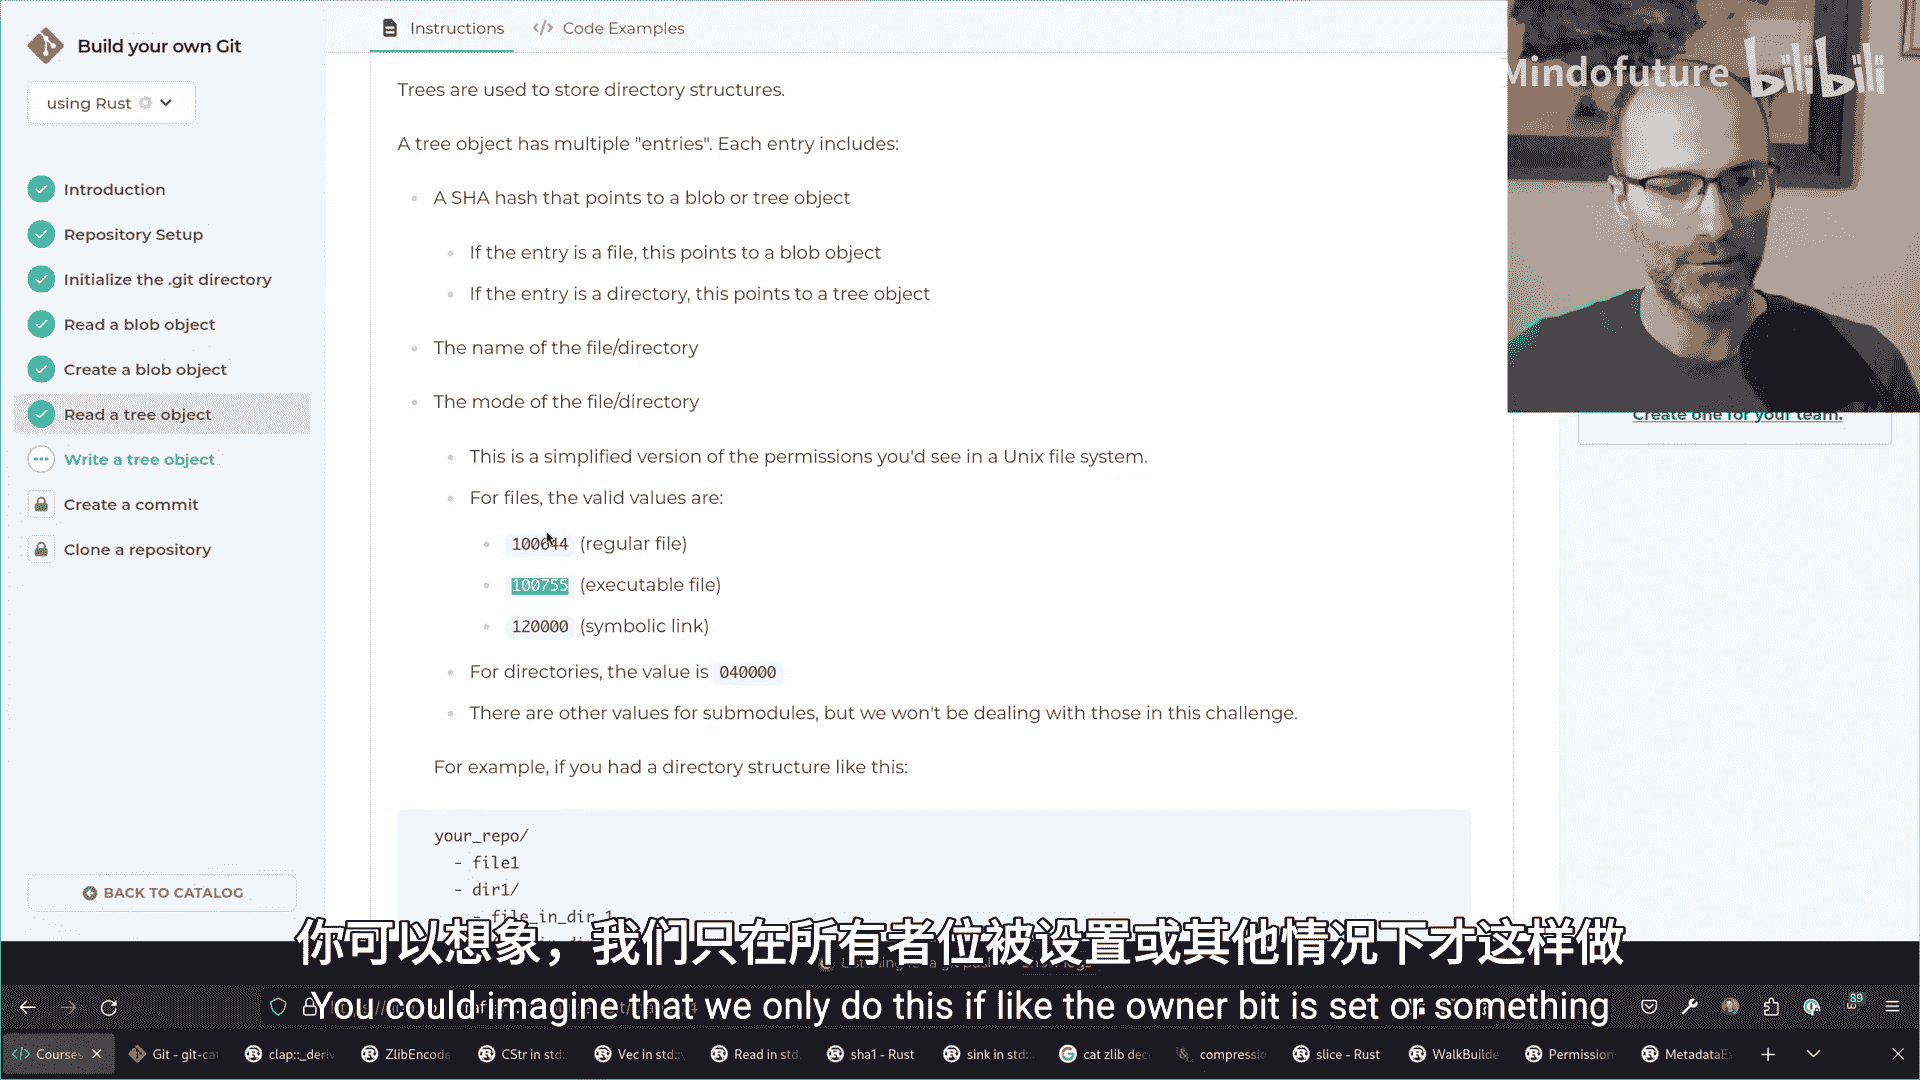 Build your own Git
using Rust
Introduction
Repository Setup
Initialize the .git directory
Read a blob object
Create a blob object
Read a tree object
Write a tree object
Create a commit
Clone a repository
BACK TO CATALOG
Instructions
</> Code Examples
Trees are used to store directory structures.
A tree object has multiple "entries". Each entry includes:
A SHA hash that points to a blob or tree object
If the entry is a file, this points to a blob object
If the entry is a directory, this points to a tree object
The name of the file/directory
The mode of the file/directory
This is a simplified version of the permissions you'd see in a Unix file system.
For files, the valid values are:
100644 (regular file)
100755 (executable file)
120000 (symbolic link)
For directories, the value is 040000
There are other values for submodules, but we won't be dealing with those in this challenge.
For example, if you had a directory structure like this:
your_repo/
- file1
- dir1/
- file_in_dir_1
Mindofuture bilibili
Create one for your team.
你可以想象，我们只在所有者位被设置或其他情况下才这样做
You could imagine that we only do this if like the owner bit is set or something
89
</> Course
Git - git-ca
clap::_deri
ZlibEncode
CStr in std:
Vec in std::
Read in std
sha1 - Rust
sink in std:
cat zlib de
compressi
slice - Rust
WalkBuilde
Permission
MetadataE